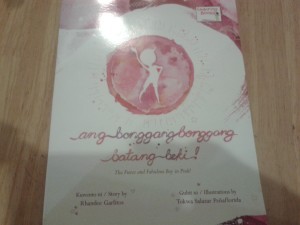 ang bonggang bonggang
batang beki!
The Fierce and Fabulous Boy in Pink!
Kuwento ni / Story by
Rhandee Garlitos
Guhit ni / Illustrations by
Tokwa Salazar Peñaflorida